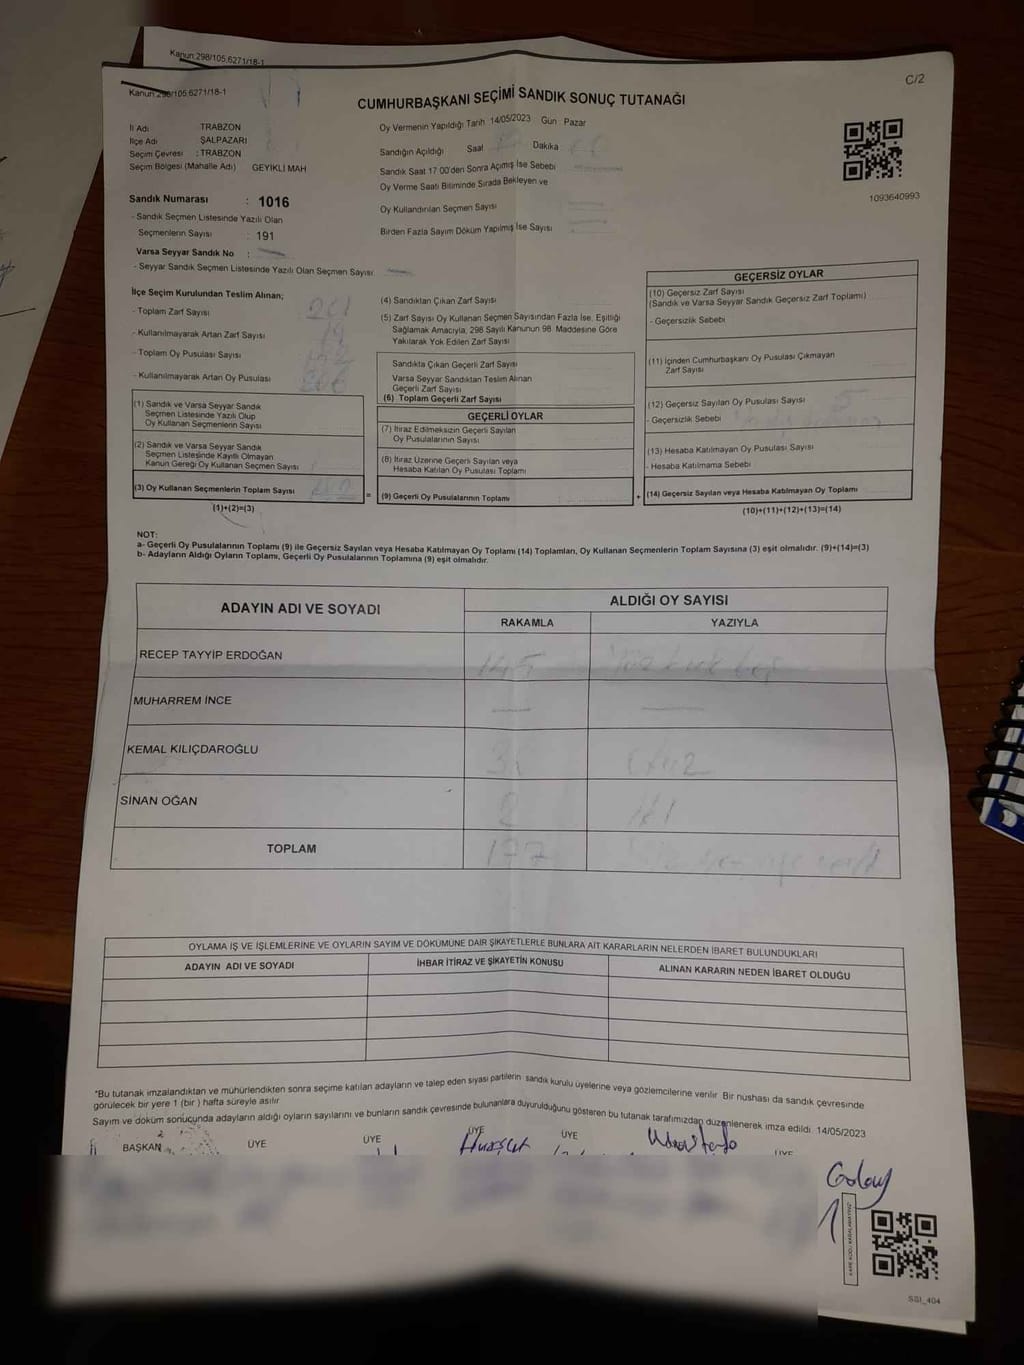 Kanun:298/105,6271/18-1
C/2
Kanun:298/105,6271/18-1
CUMHURBAŞKANI SEÇİMİ SANDIK SONUÇ TUTANAĞI
İl Adı TRABZON
İlçe Adı ŞALPAZARI
Seçim Çevresi : TRABZON
Seçim Bölgesi (Mahalle Adı) GEYİKLİ MAH
Sandık Numarası : 1016
- Sandık Seçmen Listesinde Yazılı Olan
Seçmenlerin Sayısı : 191
Varsa Seyyar Sandık No :
- Seyyar Sandık Seçmen Listesinde Yazılı Olan Seçmen Sayısı
Oy Vermenin Yapıldığı Tarih 14/05/2023 Gün : Pazar
Sandığın Açıldığı Saat Dakika
Sandık Saat 17 00'den Sonra Açımış İse Sebebi
Oy Verme Saati Bitiminde Sırada Bekleyen ve
Oy Kullandırılan Seçmen Sayısı
Birden Fazla Sayım Döküm Yapılmış İse Sayısı
1093640993
İlçe Seçim Kurulundan Teslim Alınan;
- Toplam Zarf Sayısı
- Kullanılmayarak Artan Zarf Sayısı
- Toplam Oy Pusulası Sayısı
- Kullanılmayarak Artan Oy Pusulası
(1) Sandık ve Varsa Seyyar Sandık
Seçmen Listesinde Yazılı Olup
Oy Kullanan Seçmenlerin Sayısı
(2) Sandık ve Varsa Seyyar Sandık
Seçmen Listesinde Kayıtlı Olmayan
Kanun Gereği Oy Kullanan Seçmen Sayısı
(3) Oy Kullanan Seçmenlerin Toplam Sayısı =
(1)+(2)=(3)
(4) Sandıktan Çıkan Zarf Sayısı
(5) Zarf Sayısı Oy Kullanan Seçmen Sayısından Fazla İse, Eşitliği
Sağlamak Amacıyla, 298 Sayılı Kanunun 98. Maddesine Göre
Yakılarak Yok Edilen Zarf Sayısı
Sandıkta Çıkan Geçerli Zarf Sayısı
Varsa Seyyar Sandıktan Teslim Alınan
Geçerli Zarf Sayısı
(6) Toplam Geçerli Zarf Sayısı
GEÇERLİ OYLAR
(7) İtiraz Edilmeksizin Geçerli Sayılan
Oy Pusulalarının Sayısı
(8) İtiraz Üzerine Geçerli Sayılan veya
Hesaba Katılan Oy Pusulası Toplamı
(9) Geçerli Oy Pusulalarının Toplamı +
GEÇERSİZ OYLAR
(10) Geçersiz Zarf Sayısı
(Sandık ve Varsa Seyyar Sandık Geçersiz Zarf Toplamı)
- Geçersizlik Sebebi
(11) İçinden Cumhurbaşkanı Oy Pusulası Çıkmayan
Zarf Sayısı
(12) Geçersiz Sayılan Oy Pusulası Sayısı 5
- Geçersizlik Sebebi
(13) Hesaba Katılmayan Oy Pusulası Sayısı
- Hesaba Katılmama Sebebi
(14) Geçersiz Sayılan veya Hesaba Katılmayan Oy Toplamı
(10)+(11)+(12)+(13)=(14)
NOT:
a- Geçerli Oy Pusulalarının Toplamı (9) ile Geçersiz Sayılan veya Hesaba Katılmayan Oy Toplamı (14) Toplamları, Oy Kullanan Seçmenlerin Toplam Sayısına (3) eşit olmalıdır. (9)+(14)=(3)
b- Adayların Aldığı Oyların Toplamı, Geçerli Oy Pusulalarının Toplamına (9) eşit olmalıdır.
ADAYIN ADI VE SOYADI ALDIĞI OY SAYISI
RAKAMLA YAZIYLA
RECEP TAYYİP ERDOĞAN 145
MUHARREM İNCE
KEMAL KILIÇDAROĞLU
SİNAN OĞAN 2 iki
TOPLAM 177
OYLAMA İŞ VE İŞLEMLERİNE VE OYLARIN SAYIM VE DÖKÜMÜNE DAİR ŞİKAYETLERLE BUNLARA AİT KARARLARIN NELERDEN İBARET BULUNDUKLARI
ADAYIN ADI VE SOYADI İHBAR İTİRAZ VE ŞİKAYETİN KONUSU ALINAN KARARIN NEDEN İBARET OLDUĞU
*Bu tutanak imzalandıktan ve mühürlendikten sonra seçime katılan adayların ve talep eden siyasi partilerin sandık kurulu üyelerine veya gözlemcilerine verilir Bir nushası da sandık çevresinde
görülecek bir yere 1 (bir ) hafta süreyle asılır
Sayım ve döküm sonucunda adayların aldığı oyların sayılarını ve bunların sandık çevresinde bulunanlara duyurulduğunu gösteren bu tutanak tarafımızdan düzenlenerek imza edildi 14/05/2023
BAŞKAN ÜYE ÜYE ÜYE ÜYE ÜYE
SSI_404